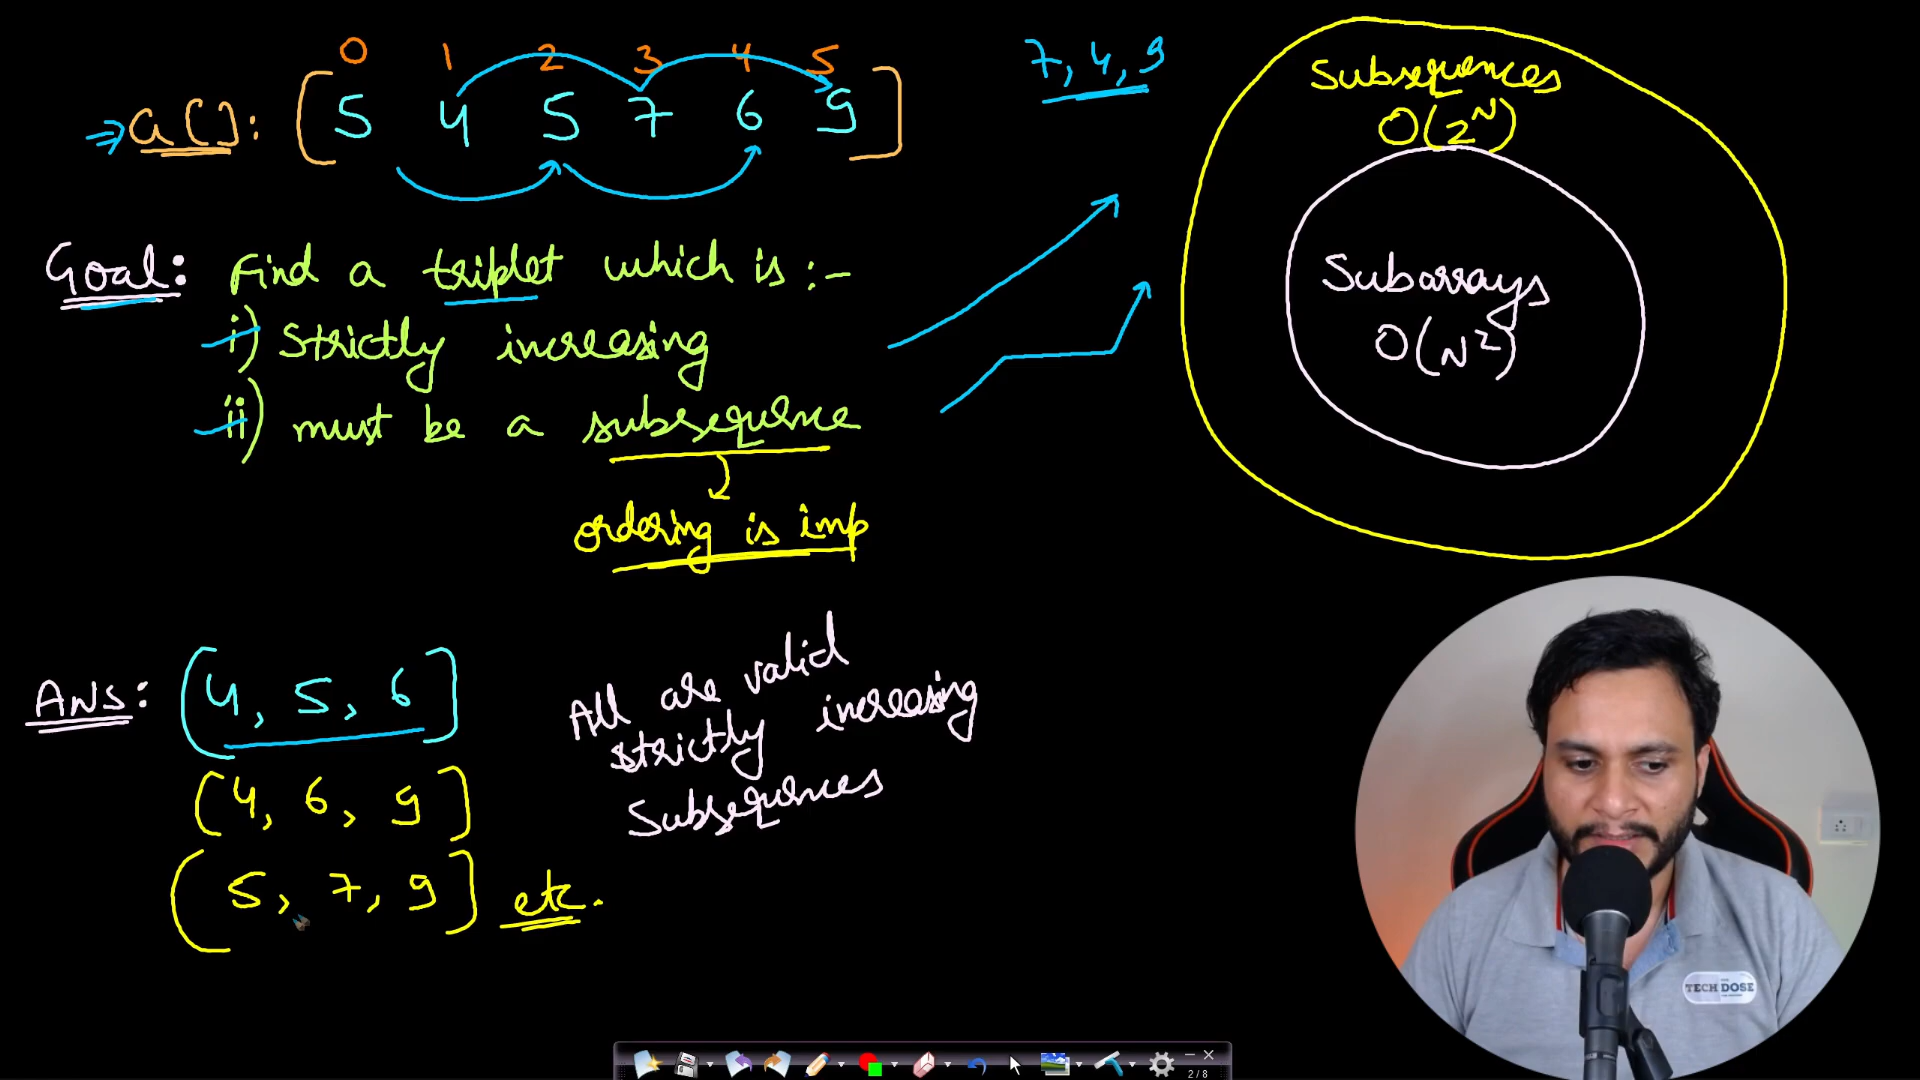 0 1 2 3 4 5
⇒ a[]: [5 4 5 7 6 9]
7, 4, 9
Subsequences
O(2^N)
Subarrays
O(N^2)
Goal: Find a triplet which is :-
i) Strictly increasing
ii) must be a subsequence
ordering is imp
Ans: [4, 5, 6]
[4, 6, 9]
[5, 7, 9] etc.
All are valid
strictly increasing
Subsequences
TECH DOSE
2/8